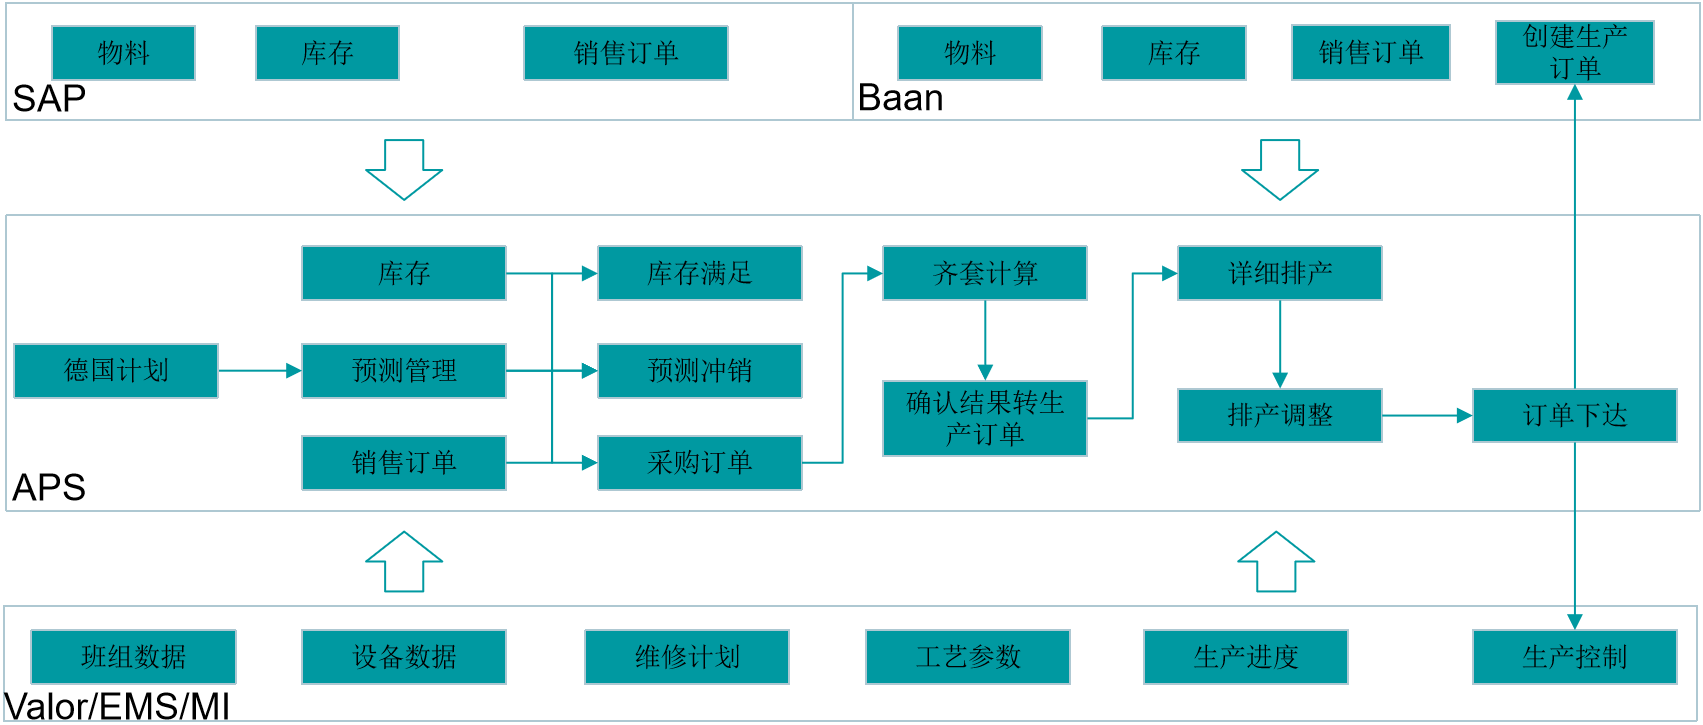 物料
库存
销售订单
SAP
物料
库存
销售订单
创建生产
订单
Baan
库存
库存满足
齐套计算
详细排产
德国计划
预测管理
预测冲销
确认结果转生
产订单
排产调整
订单下达
销售订单
采购订单
APS
班组数据
设备数据
维修计划
工艺参数
生产进度
生产控制
Valor/EMS/MI